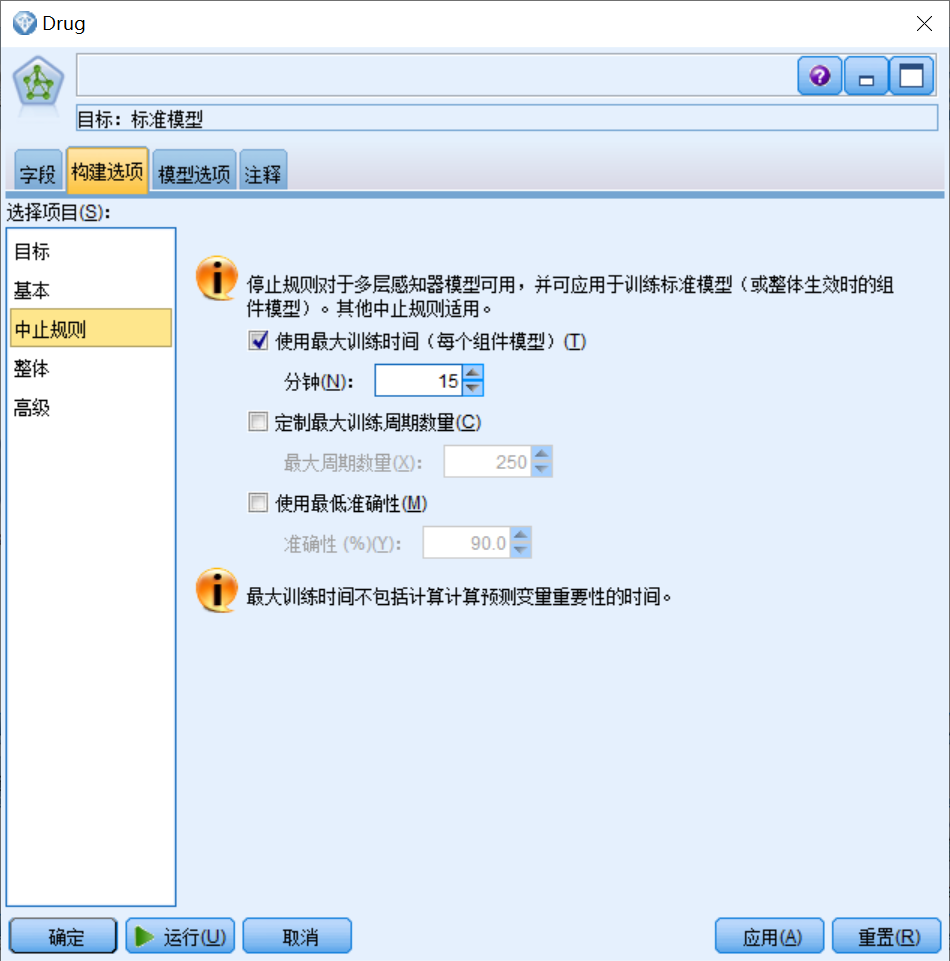 Drug
目标：标准模型
字段 构建选项 模型选项 注释
选择项目(S)：
目标
基本
中止规则
整体
高级
停止规则对于多层感知器模型可用，并可应用于训练标准模型（或整体生效时的组
件模型）。其他中止规则适用。
使用最大训练时间（每个组件模型）(T)
分钟(N)： 15
定制最大训练周期数量(C)
最大周期数量(X)： 250
使用最低准确性(M)
准确性 (%)(Y)： 90.0
最大训练时间不包括计算计算预测变量重要性的时间。
确定 运行(U) 取消 应用(A) 重置(R)